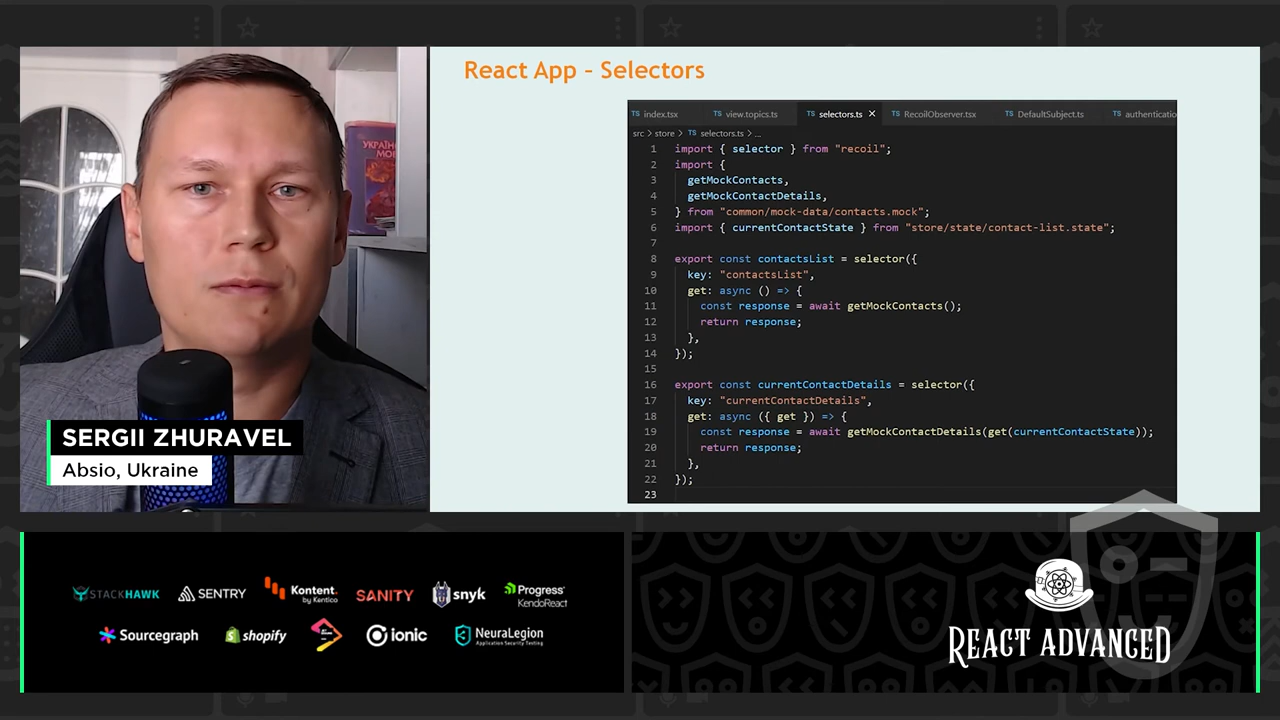 React App – Selectors
УКРАЇН
МОВ
SERGII ZHURAVEL
Absio, Ukraine
index.tsx
view.topics.ts
selectors.ts
RecoilObserver.tsx
DefaultSubject.ts
authenticatio
src > store > TS selectors.ts > ...
1 import { selector } from "recoil";
2 import {
3 getMockContacts,
4 getMockContactDetails,
5 } from "common/mock-data/contacts.mock";
6 import { currentContactState } from "store/state/contact-list.state";
7
8 export const contactsList = selector({
9 key: "contactsList",
10 get: async () => {
11 const response = await getMockContacts();
12 return response;
13 },
14 });
15
16 export const currentContactDetails = selector({
17 key: "currentContactDetails",
18 get: async ({ get }) => {
19 const response = await getMockContactDetails(get(currentContactState));
20 return response;
21 },
22 });
23
STACKHAWK
SENTRY
Kontent.
by Kentico
SANITY
snyk
Progress
KendoReact
Sourcegraph
shopify
ionic
NeuraLegion
Application Security Testing
REACT ADVANCED